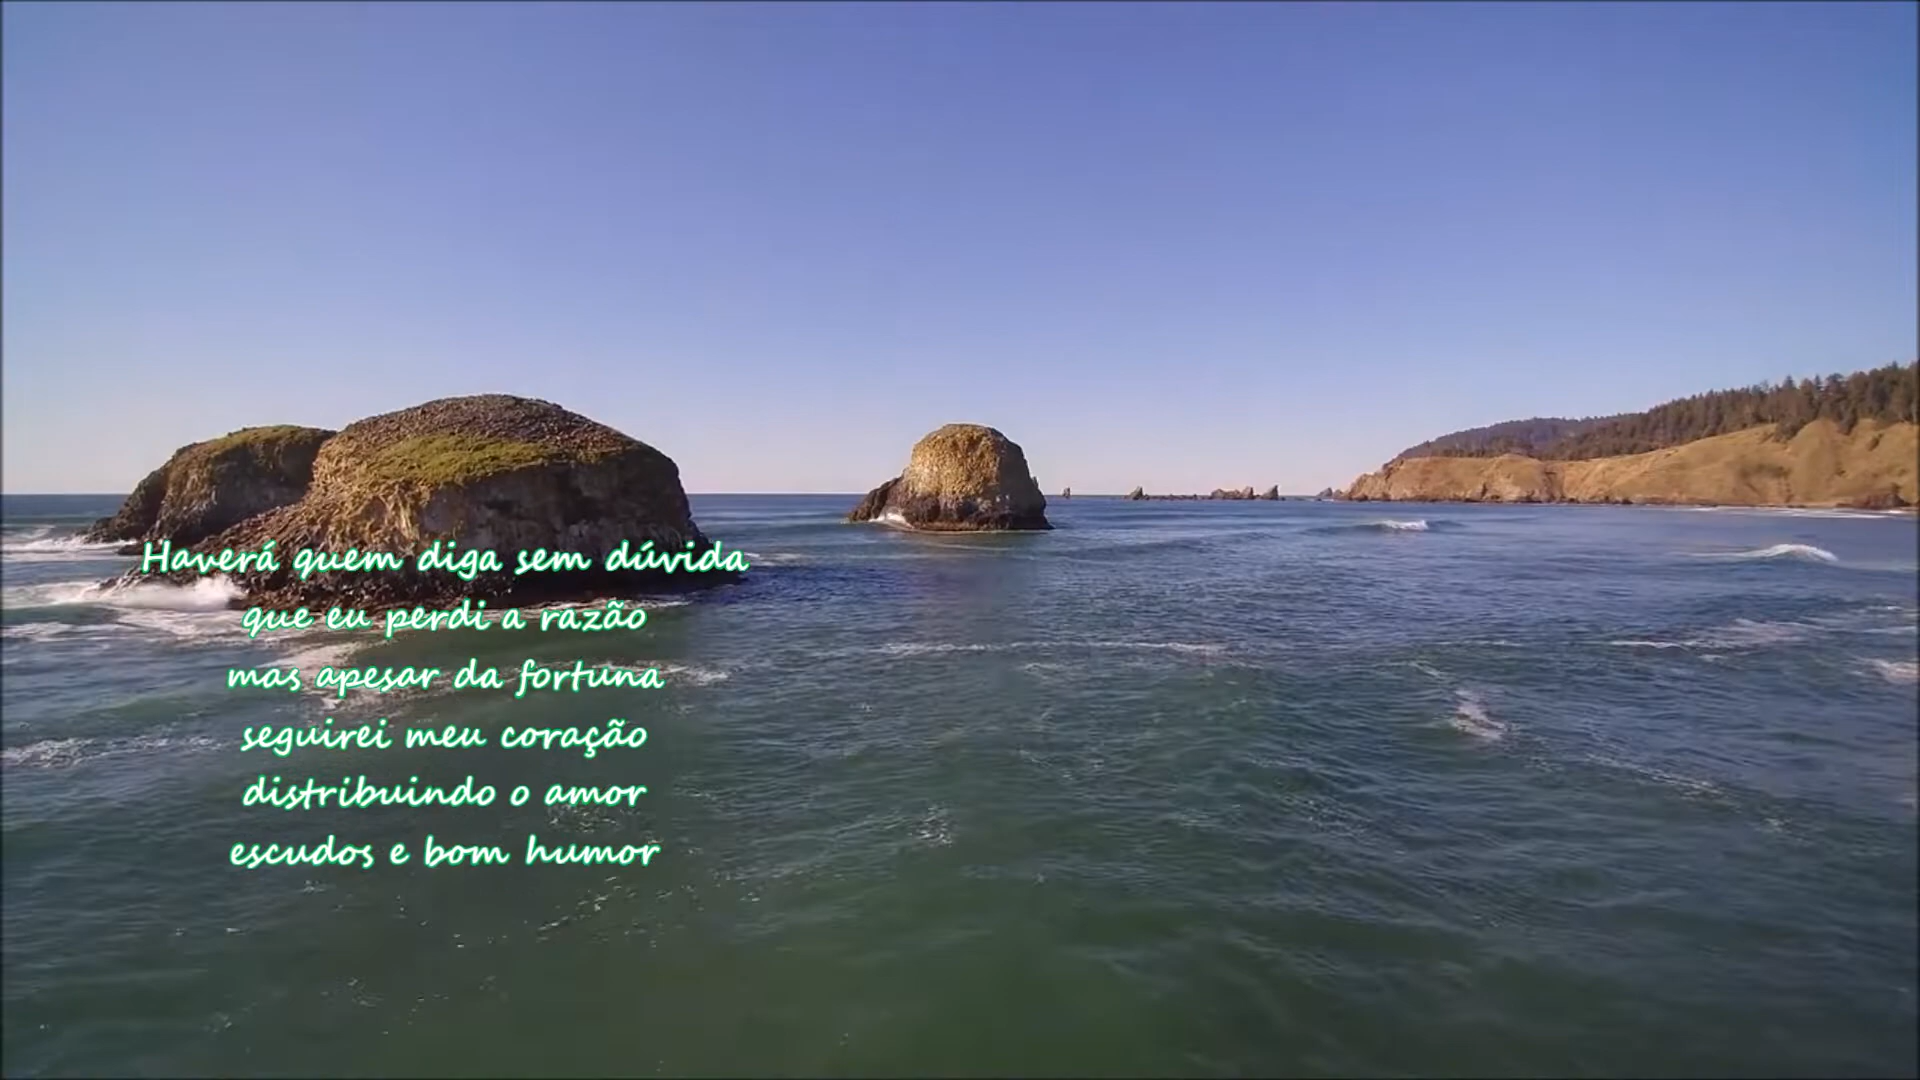 Haverá quem diga sem dúvida
que eu perdi a razão
mas apesar da fortuna
seguirei meu coração
distribuindo o amor
escudos e bom humor